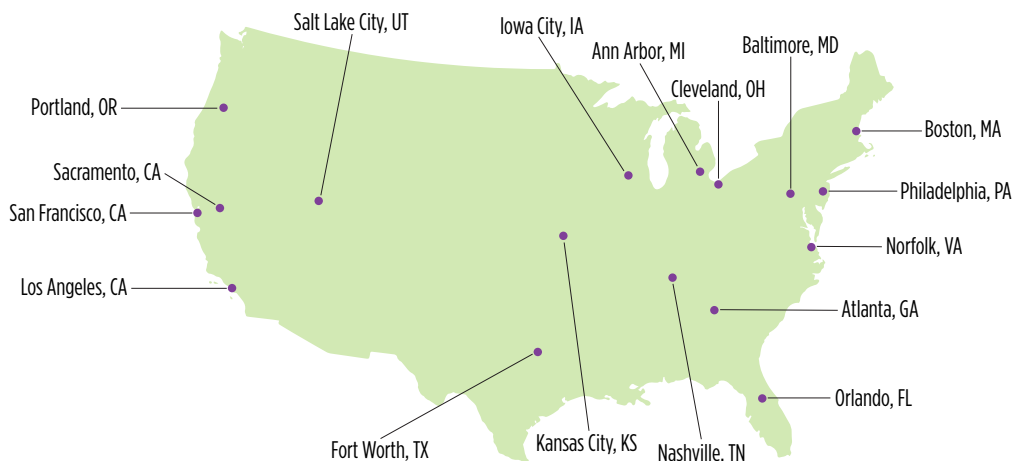 Salt Lake City, UT
Iowa City, IA
Ann Arbor, MI
Baltimore, MD
Cleveland, OH
Portland, OR
Boston, MA
Sacramento, CA
Philadelphia, PA
San Francisco, CA
Norfolk, VA
Los Angeles, CA
Atlanta, GA
Orlando, FL
Fort Worth, TX
Kansas City, KS
Nashville, TN